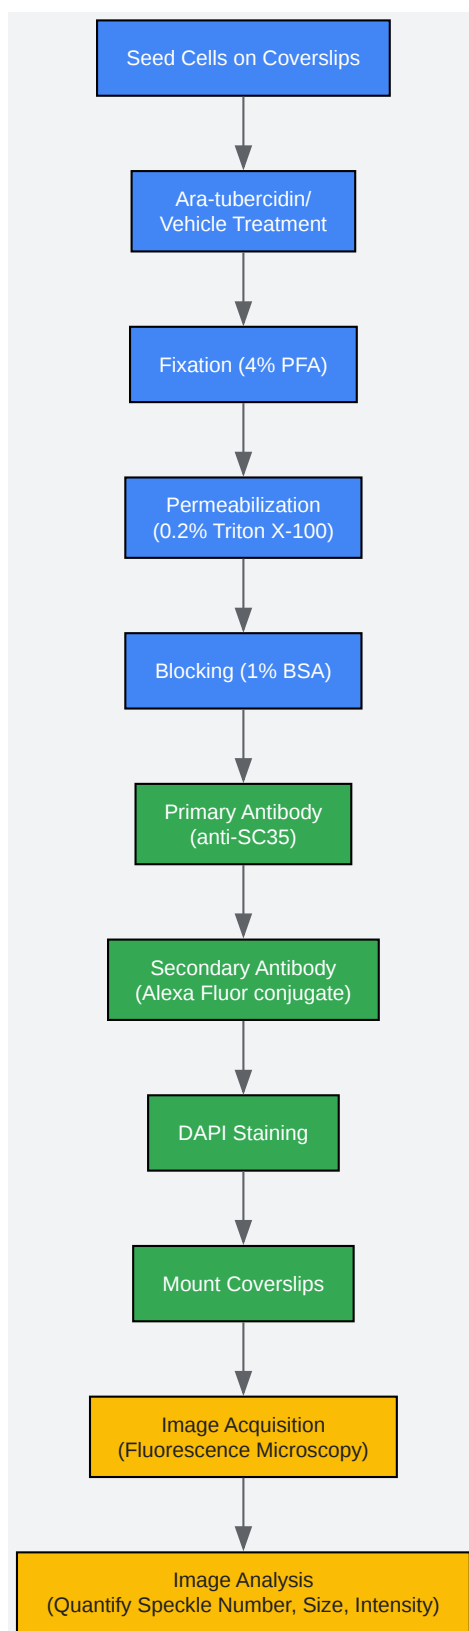 Seed Cells on Coverslips
Ara-tubercidin/
Vehicle Treatment
Fixation (4% PFA)
Permeabilization
(0.2% Triton X-100)
Blocking (1% BSA)
Primary Antibody
(anti-SC35)
Secondary Antibody
(Alexa Fluor conjugate)
DAPI Staining
Mount Coverslips
Image Acquisition
(Fluorescence Microscopy)
Image Analysis
(Quantify Speckle Number, Size, Intensity)